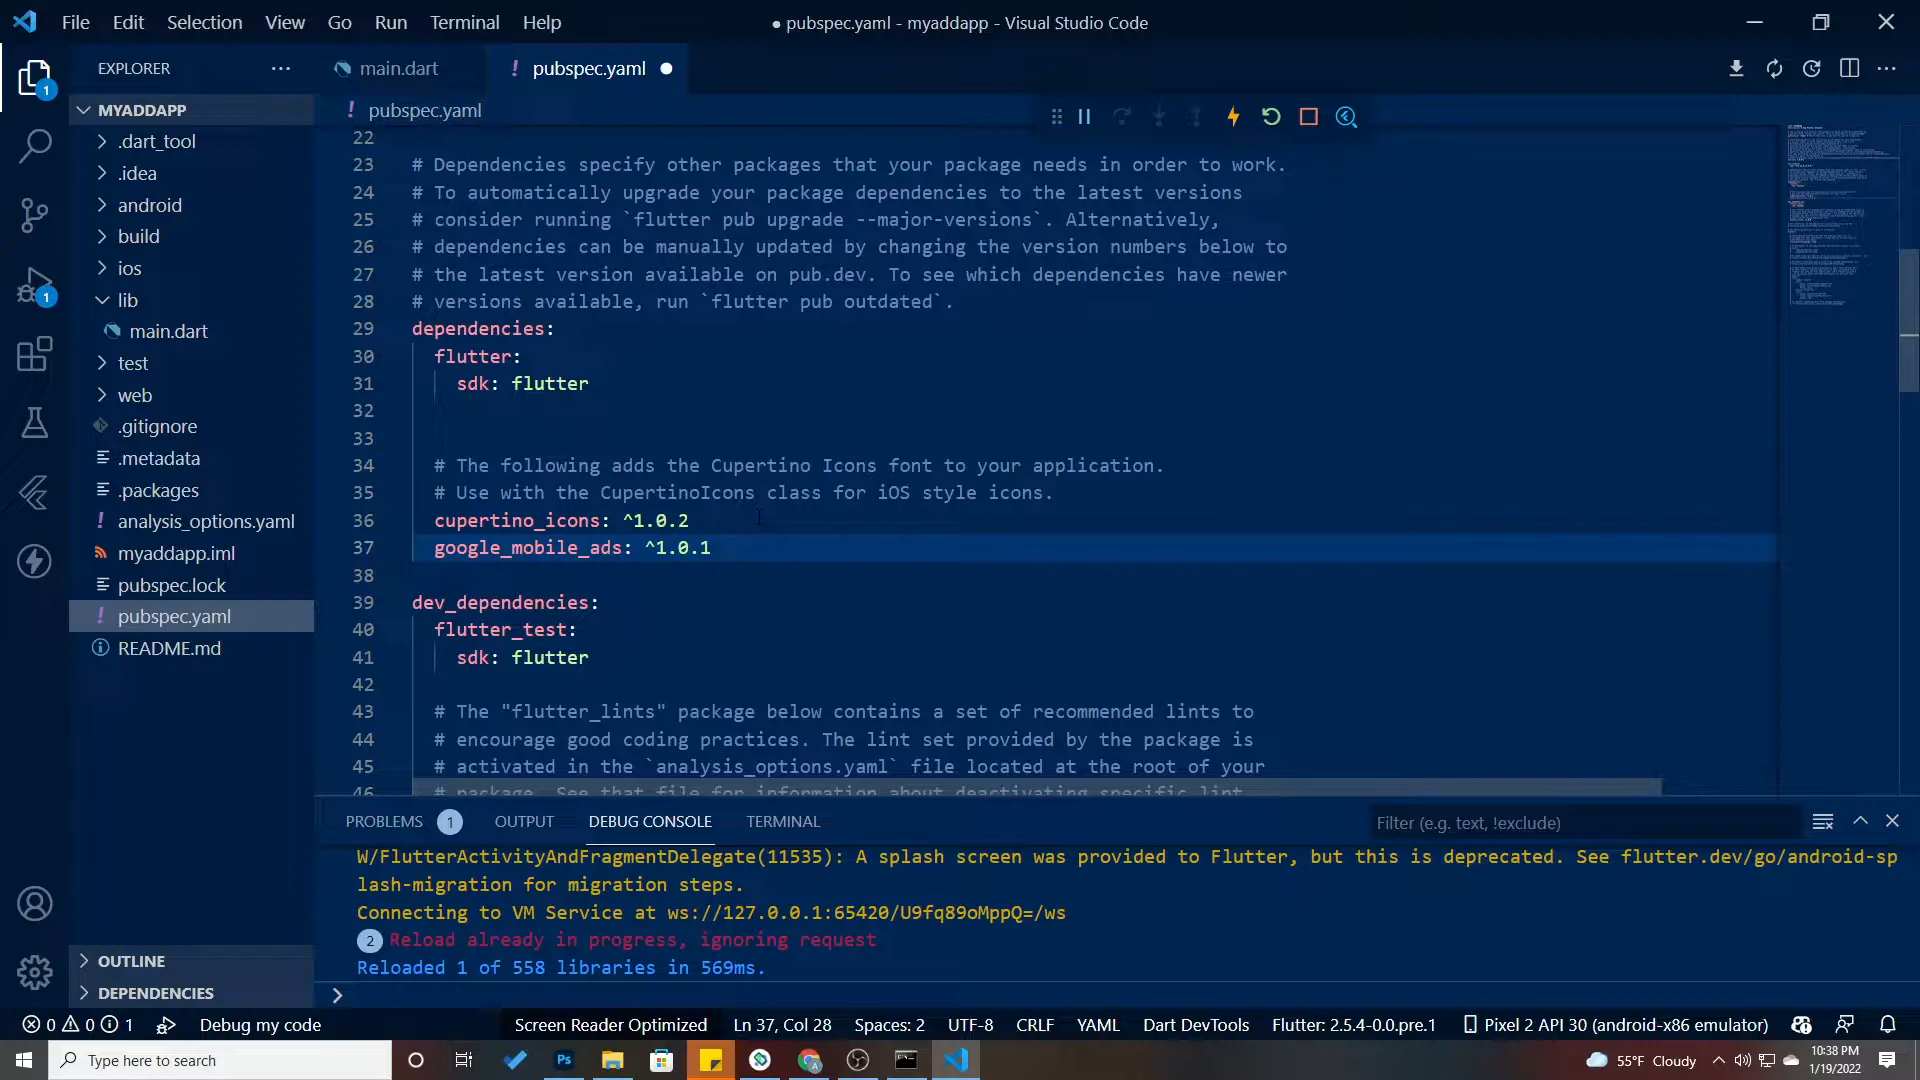 File Edit Selection View Go Run Terminal Help
● pubspec.yaml - myaddapp - Visual Studio Code
EXPLORER
MYADDAPP
.dart_tool
.idea
android
build
ios
lib
main.dart
test
web
.gitignore
.metadata
.packages
analysis_options.yaml
myaddapp.iml
pubspec.lock
pubspec.yaml
README.md
OUTLINE
DEPENDENCIES
1
1
main.dart
! pubspec.yaml
! pubspec.yaml
22
23 # Dependencies specify other packages that your package needs in order to work.
24 # To automatically upgrade your package dependencies to the latest versions
25 # consider running `flutter pub upgrade --major-versions`. Alternatively,
26 # dependencies can be manually updated by changing the version numbers below to
27 # the latest version available on pub.dev. To see which dependencies have newer
28 # versions available, run `flutter pub outdated`.
29 dependencies:
30 flutter:
31 sdk: flutter
32
33
34 # The following adds the Cupertino Icons font to your application.
35 # Use with the CupertinoIcons class for iOS style icons.
36 cupertino_icons: ^1.0.2
37 google_mobile_ads: ^1.0.1
38
39 dev_dependencies:
40 flutter_test:
41 sdk: flutter
42
43 # The "flutter_lints" package below contains a set of recommended lints to
44 # encourage good coding practices. The lint set provided by the package is
45 # activated in the `analysis_options.yaml` file located at the root of your
46 # package. See that file for information about deactivating specific lint
PROBLEMS 1 OUTPUT DEBUG CONSOLE TERMINAL
Filter (e.g. text, !exclude)
W/FlutterActivityAndFragmentDelegate(11535): A splash screen was provided to Flutter, but this is deprecated. See flutter.dev/go/android-sp
lash-migration for migration steps.
Connecting to VM Service at ws://127.0.0.1:65420/U9fq89oMppQ=/ws
2 Reload already in progress, ignoring request
Reloaded 1 of 558 libraries in 569ms.
0 0 1 Debug my code Screen Reader Optimized Ln 37, Col 28 Spaces: 2 UTF-8 CRLF YAML Dart DevTools Flutter: 2.5.4-0.0.pre.1 Pixel 2 API 30 (android-x86 emulator)
Type here to search
Ps
55°F Cloudy
10:38 PM
1/19/2022